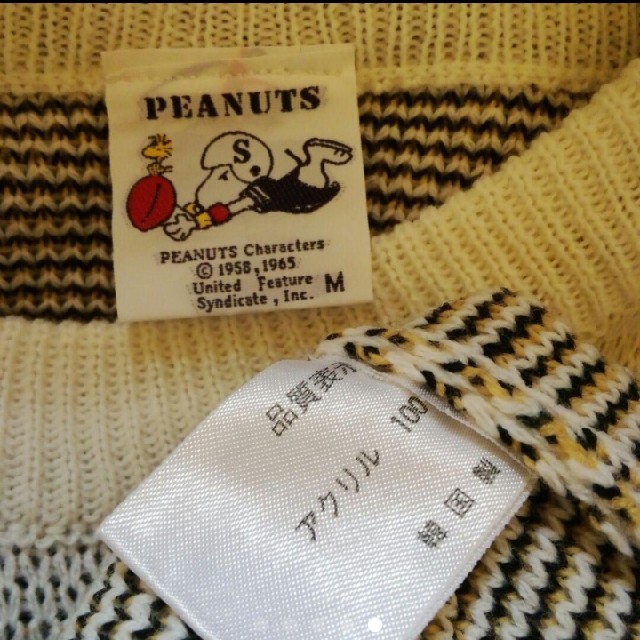 PEANUTS
S
PEANUTS Characters
© 1958, 1965
United Feature
Syndicate, Inc. M
品質表示
アクリル 100
韓国製